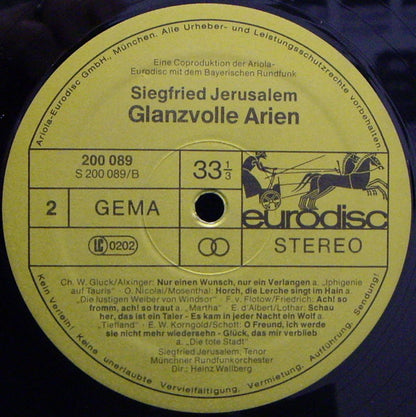 Ariola-Eurodisc GmbH., München. Alle Urheber- und Leistungsschutzrechte vorbehalten.
Eine Coproduktion der Ariola-
Eurodisc mit dem Bayerischen Rundfunk
Siegfried Jerusalem
Glanzvolle Arien
200 089
S 200 089/B
33 1/3
2
GEMA
eurodisc
LC 0202
STEREO
Ch. W. Gluck/Alxinger: Nur einen Wunsch, nur ein Verlangen a. „Iphigenie
auf Tauris" · O. Nicolai/Mosenthal: Horch, die Lerche singt im Hain a.
„Die lustigen Weiber von Windsor" · F. v. Flotow/Friedrich: Ach! so
fromm, ach! so traut a. „Martha" · E. d'Albert/Lothar: Schau
her, das ist ein Taler - Es kam in jeder Nacht ein Wolf a.
„Tiefland" · E. W. Korngold/Schott: O Freund, ich werde
sie nicht mehr wiedersehn - Glück, das mir verblieb
a. „Die tote Stadt"
Siegfried Jerusalem, Tenor
Münchner Rundfunkorchester
Dir.: Heinz Wallberg
Kein Verleih! Keine unerlaubte Vervielfältigung, Vermietung, Aufführung, Sendung!